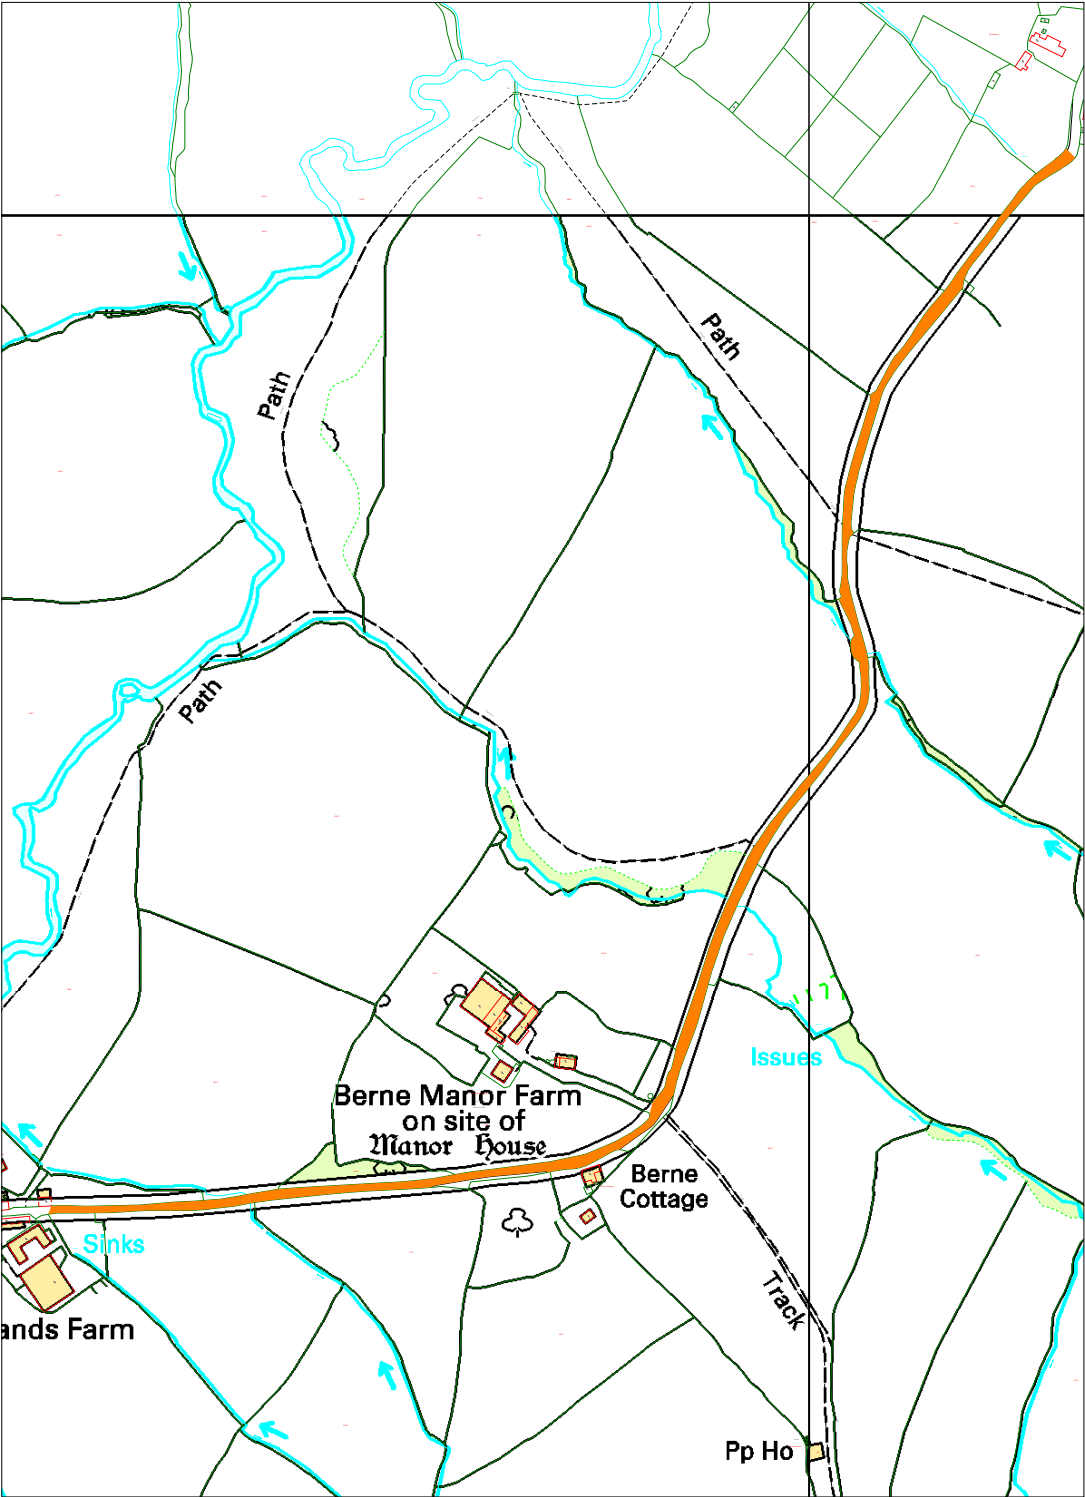 Path
Path
Path
Issues
Berne Manor Farm
on site of
Manor House
Berne
Cottage
Sinks
Track
ands Farm
Pp Ho